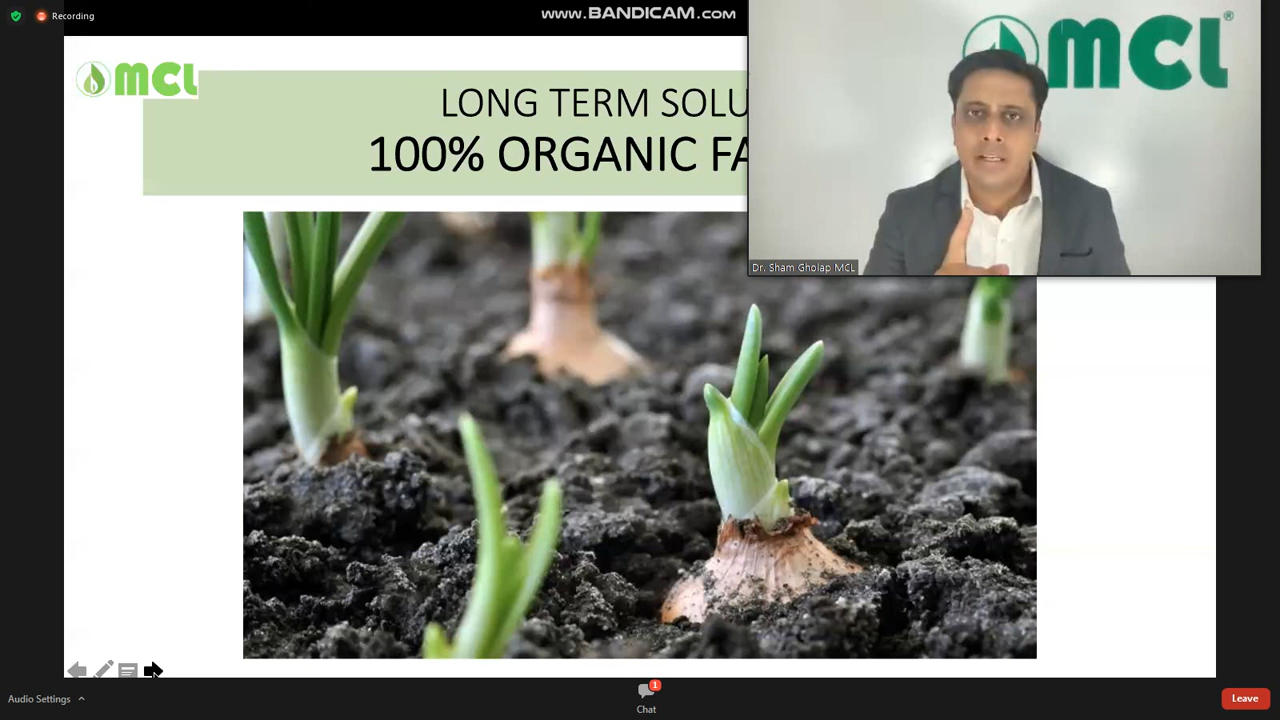 Recording
www.BANDICAM.com
MCL
LONG TERM SOLU
100% ORGANIC FA
MCL®
Dr. Sham Gholap MCL
Audio Settings
1
Chat
Leave